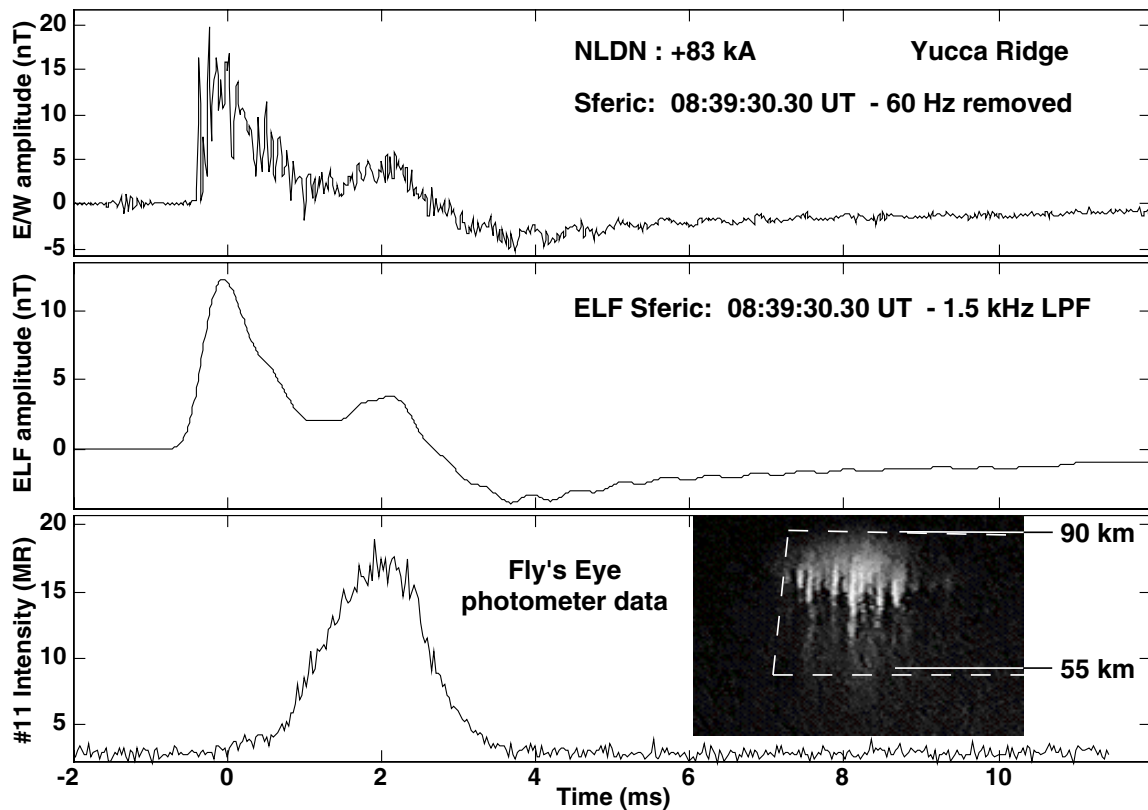 E/W amplitude (nT)
20
15
10
5
0
-5
NLDN : +83 kA
Yucca Ridge
Sferic: 08:39:30.30 UT - 60 Hz removed
ELF amplitude (nT)
10
5
0
ELF Sferic: 08:39:30.30 UT - 1.5 kHz LPF
#11 Intensity (MR)
20
15
10
5
Fly's Eye
photometer data
90 km
55 km
-2
0
2
4
6
8
10
Time (ms)